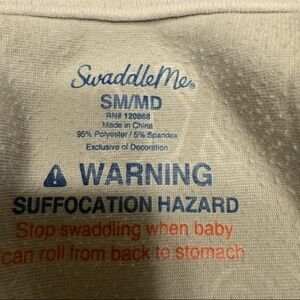 SwaddleMe®
SM/MD
RN# 120868
Made in China
95% Polyester / 5% Spandex
Exclusive of Decoration
WARNING
SUFFOCATION HAZARD
Stop swaddling when baby
can roll from back to stomach